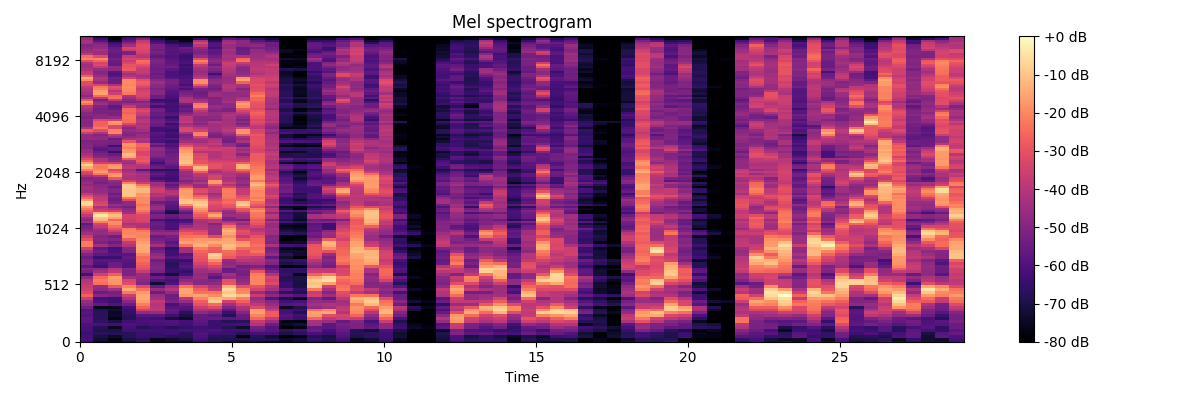 Mel spectrogram
8192
4096
2048
1024
512
0
Hz
0 5 10 15 20 25
Time
+0 dB
-10 dB
-20 dB
-30 dB
-40 dB
-50 dB
-60 dB
-70 dB
-80 dB